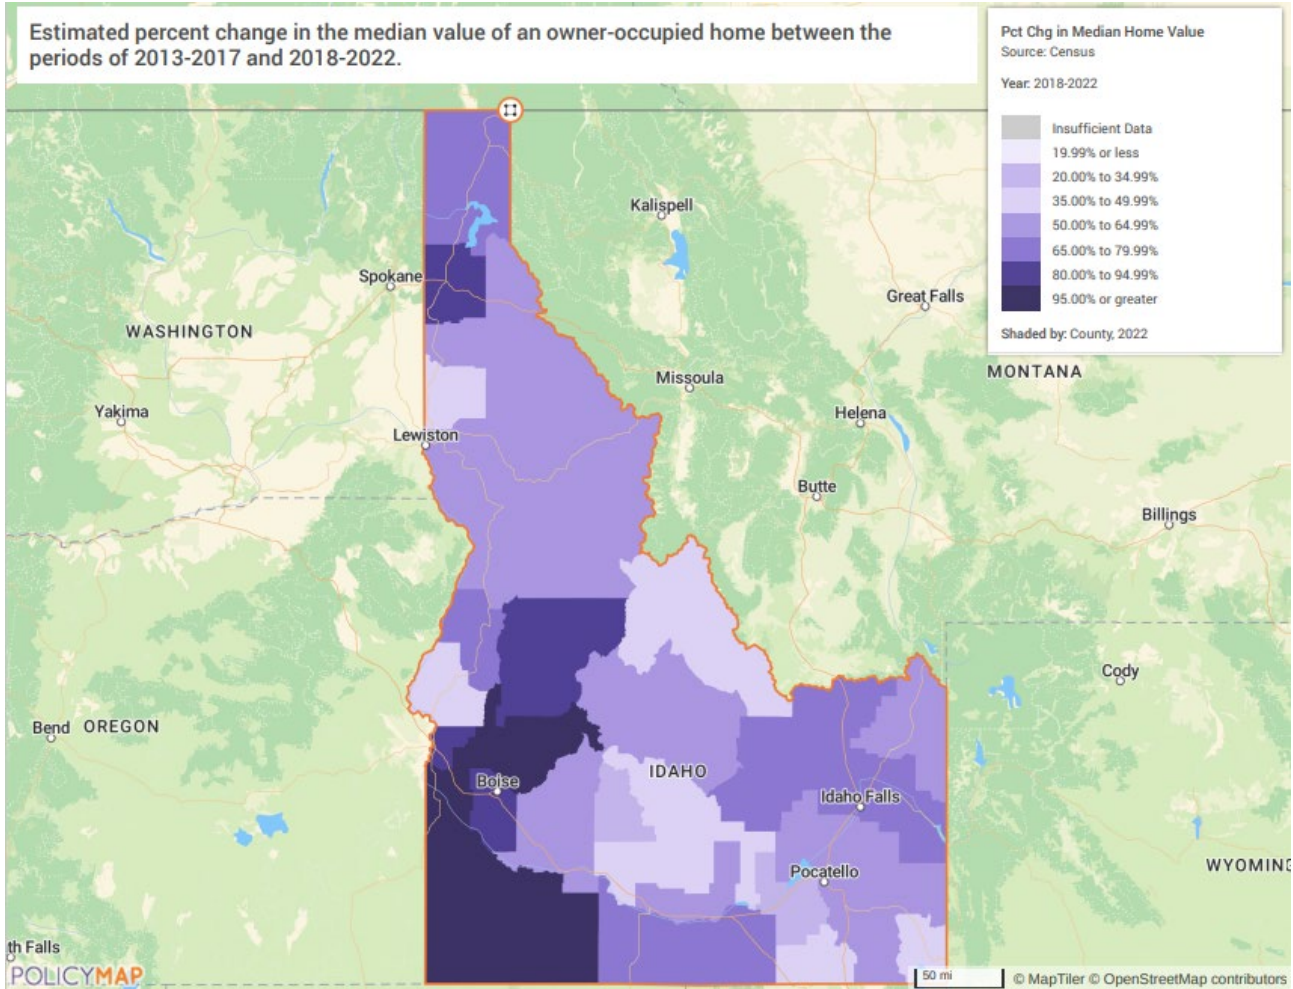 Estimated percent change in the median value of an owner-occupied home between the
periods of 2013-2017 and 2018-2022.
Pct Chg in Median Home Value
Source: Census
Year: 2018-2022
Insufficient Data
19.99% or less
20.00% to 34.99%
35.00% to 49.99%
50.00% to 64.99%
65.00% to 79.99%
80.00% to 94.99%
95.00% or greater
Shaded by: County, 2022
Kalispell
Spokane
Great Falls
WASHINGTON
MONTANA
Missoula
Yakima
Helena
Lewiston
Butte
Billings
Cody
Bend
OREGON
IDAHO
Boise
Idaho Falls
WYOMING
Pocatello
th Falls
POLICYMAP
50 mi
© MapTiler © OpenStreetMap contributors